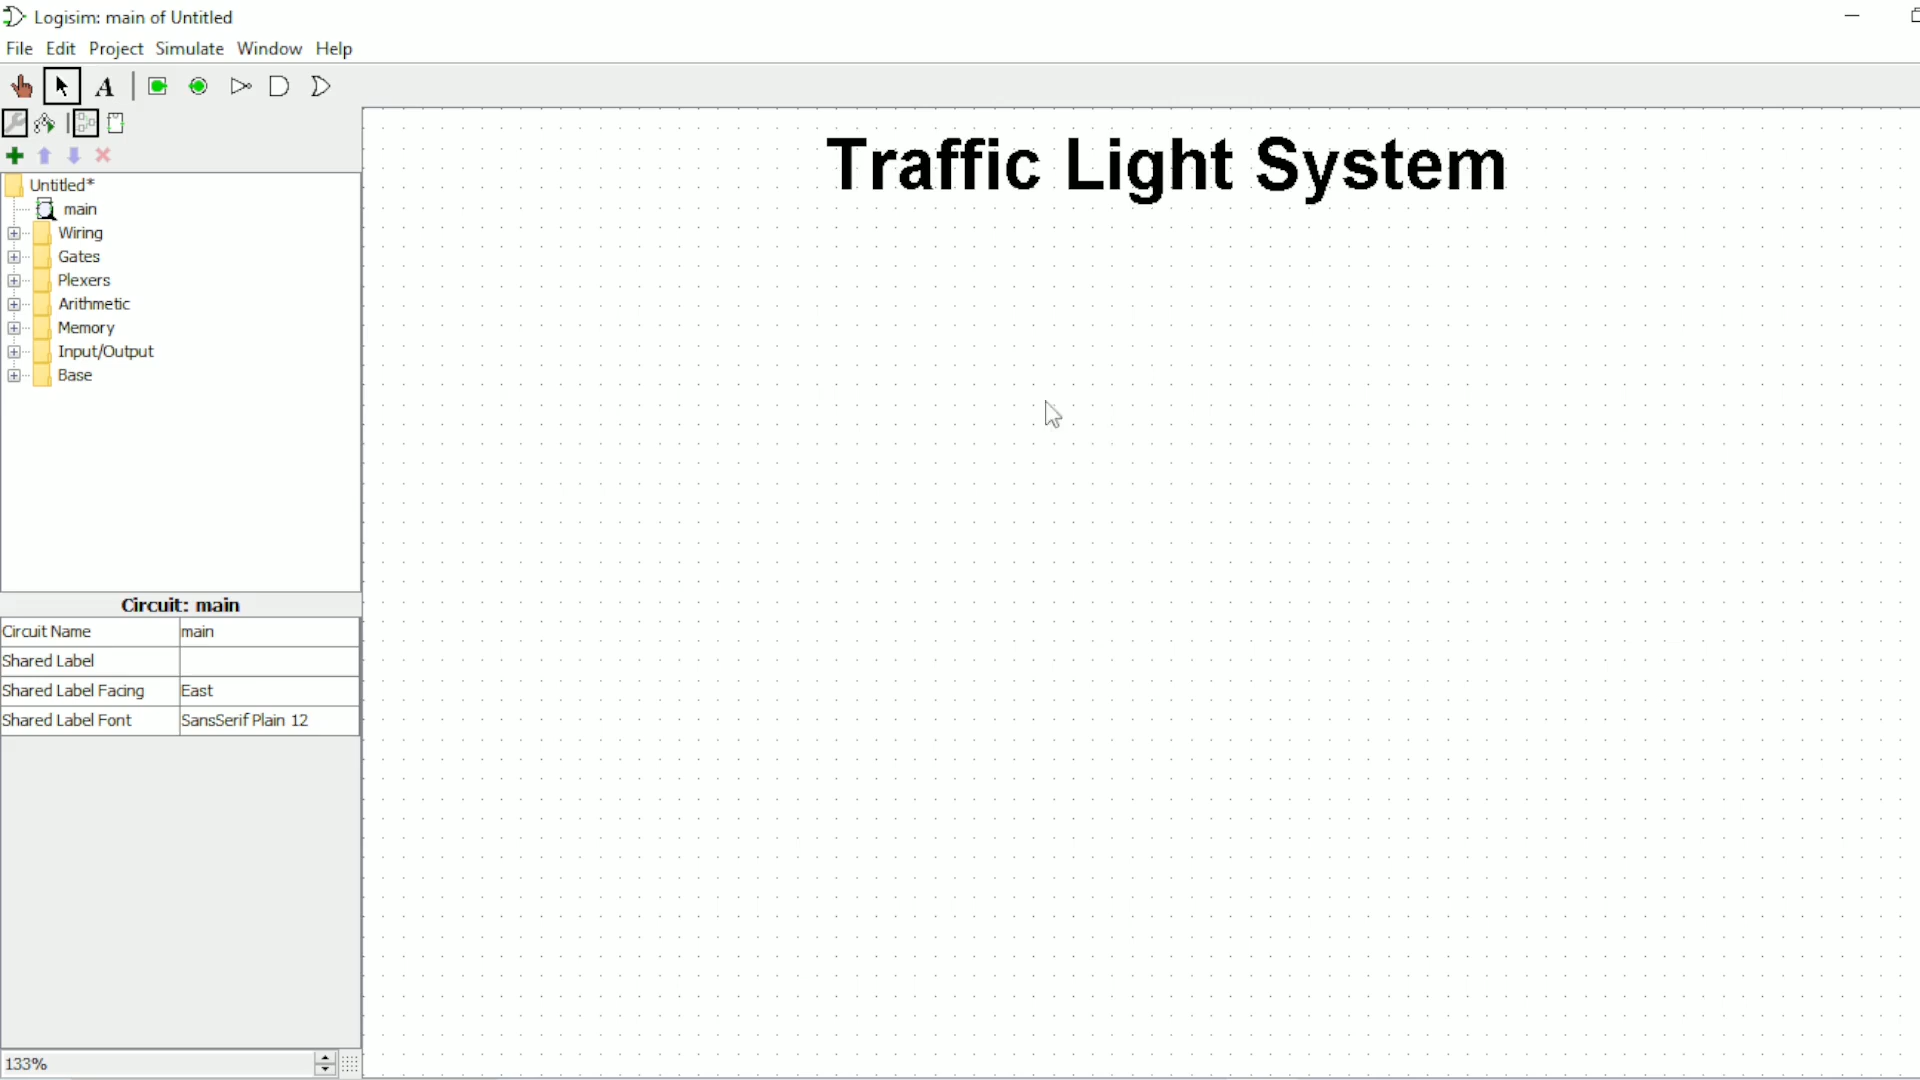 Logisim: main of Untitled
File Edit Project Simulate Window Help
A
Traffic Light System
Untitled*
main
Wiring
Gates
Plexers
Arithmetic
Memory
Input/Output
Base
Circuit: main
Circuit Name main
Shared Label
Shared Label Facing East
Shared Label Font SansSerif Plain 12
133%